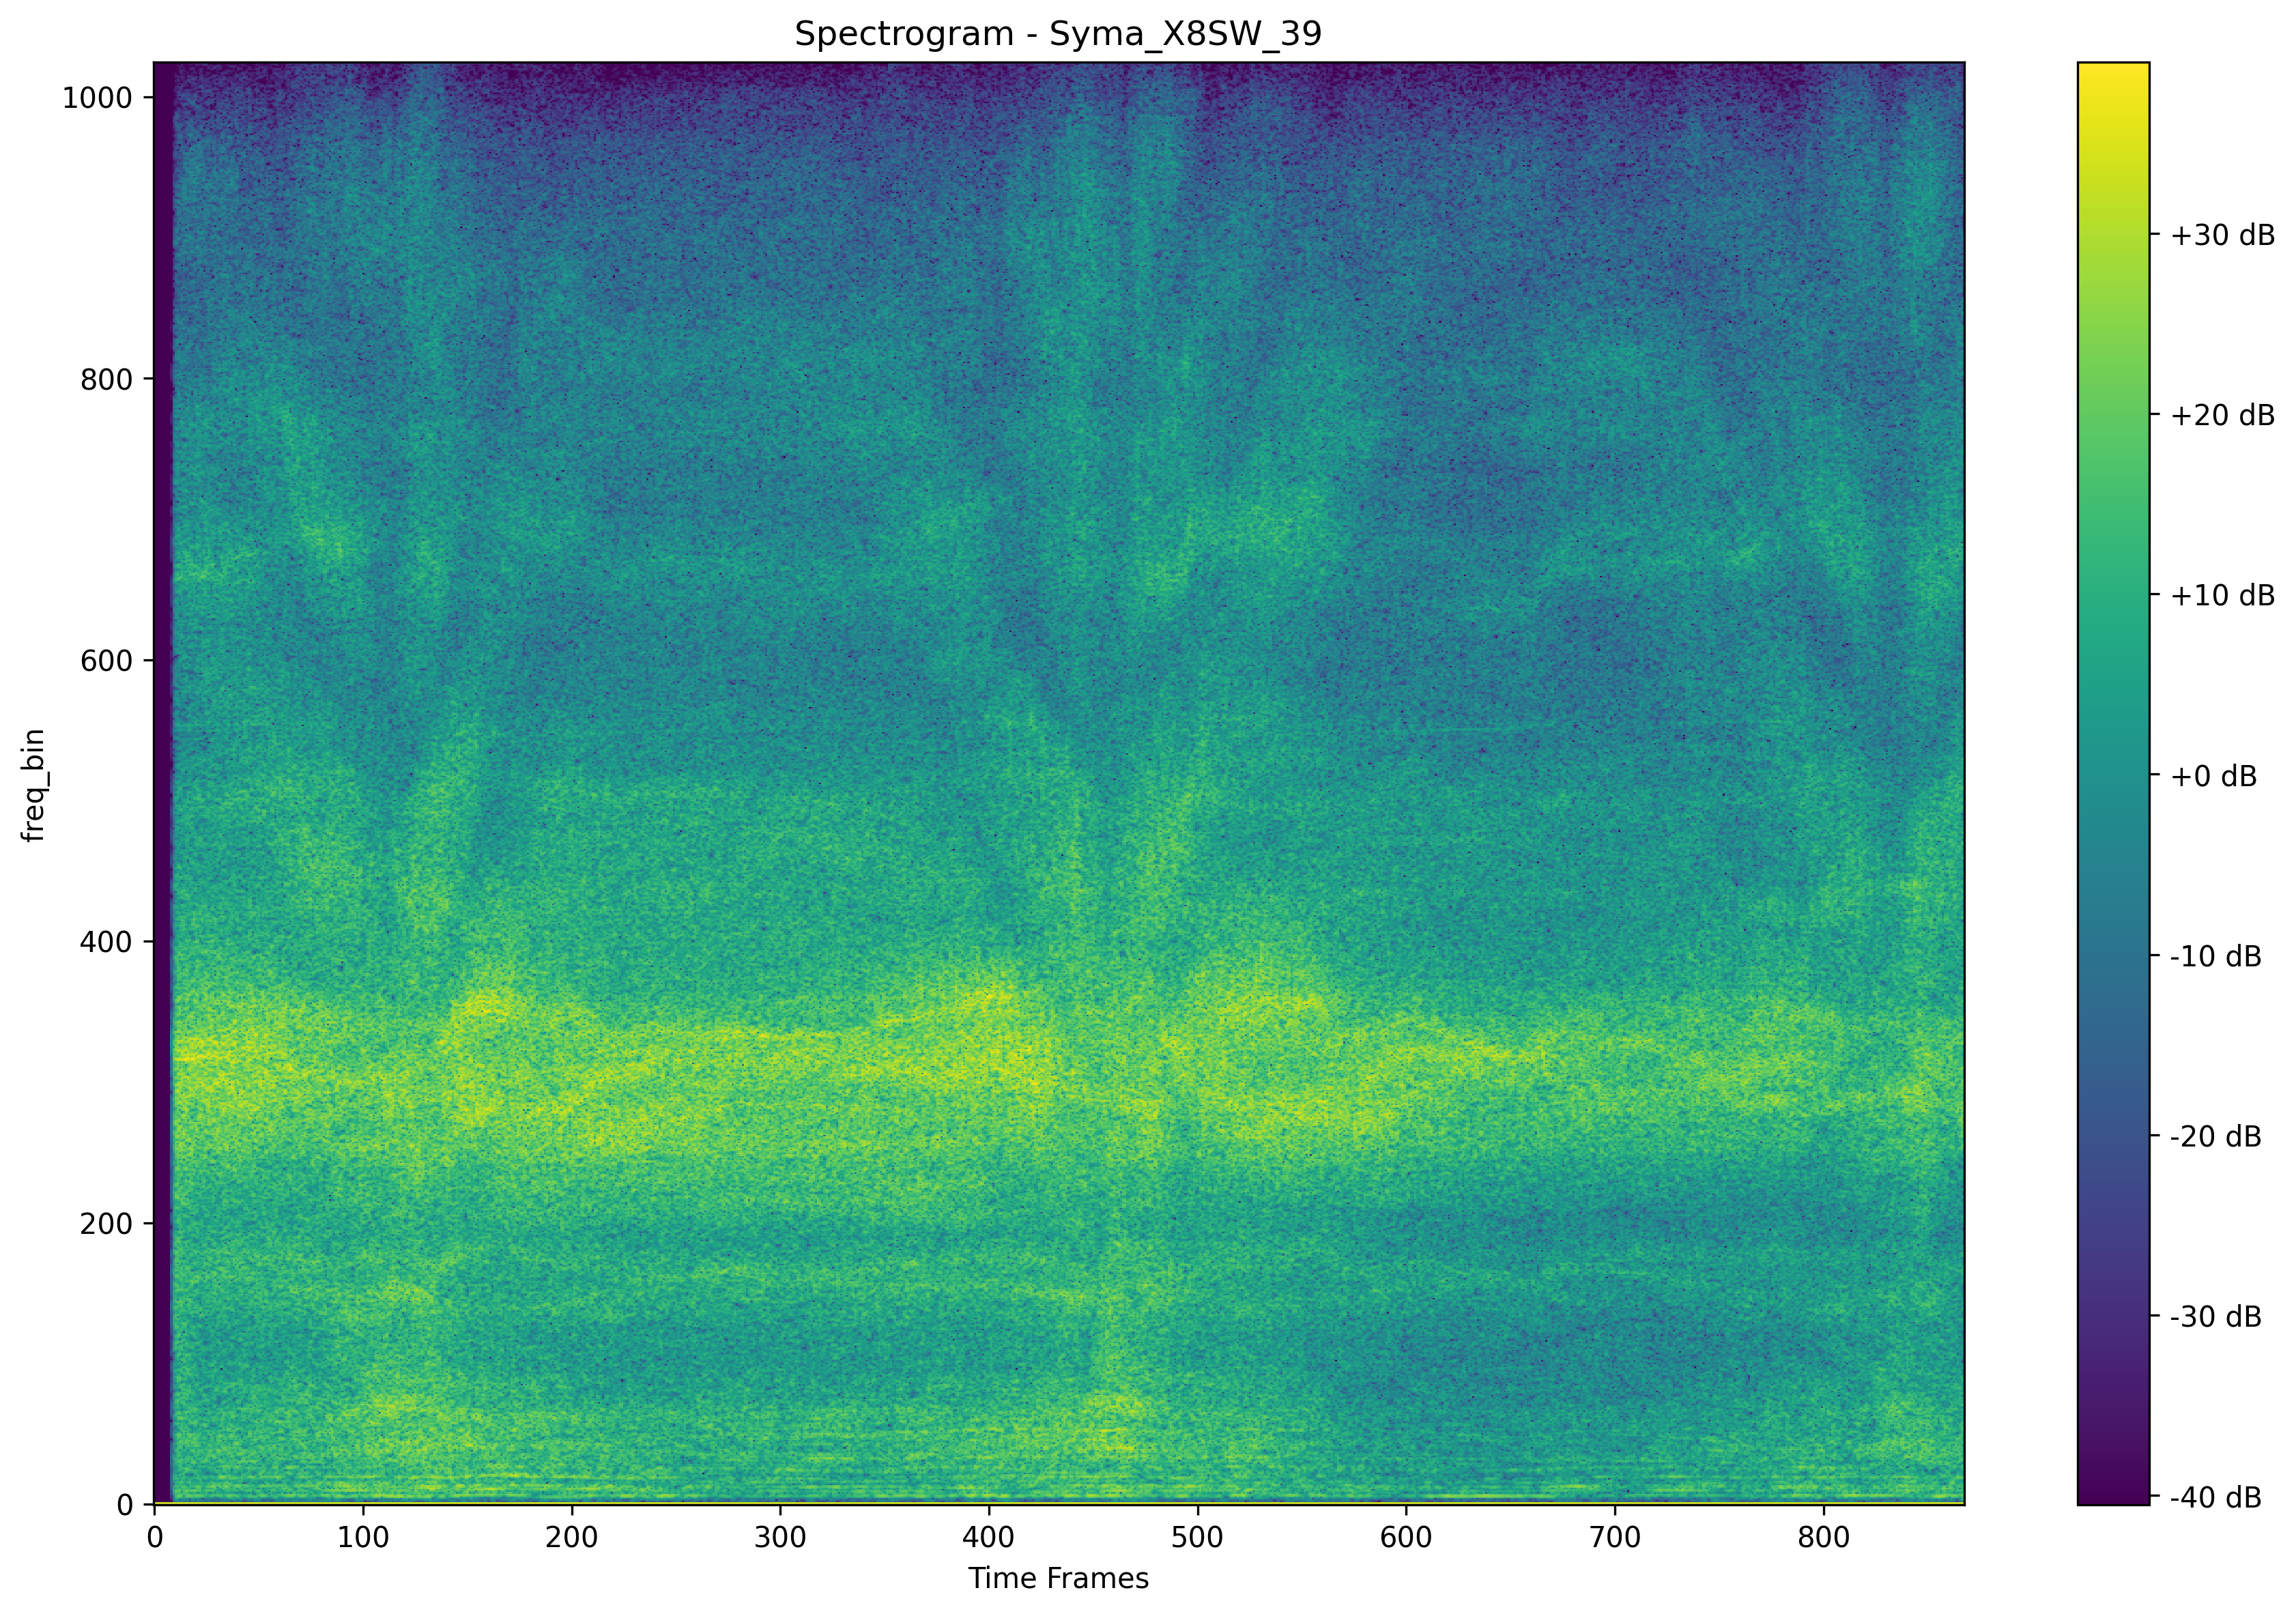 Spectrogram - Syma_X8SW_39
1000
800
600
400
200
0
freq_bin
0 100 200 300 400 500 600 700 800
Time Frames
+30 dB
+20 dB
+10 dB
+0 dB
-10 dB
-20 dB
-30 dB
-40 dB